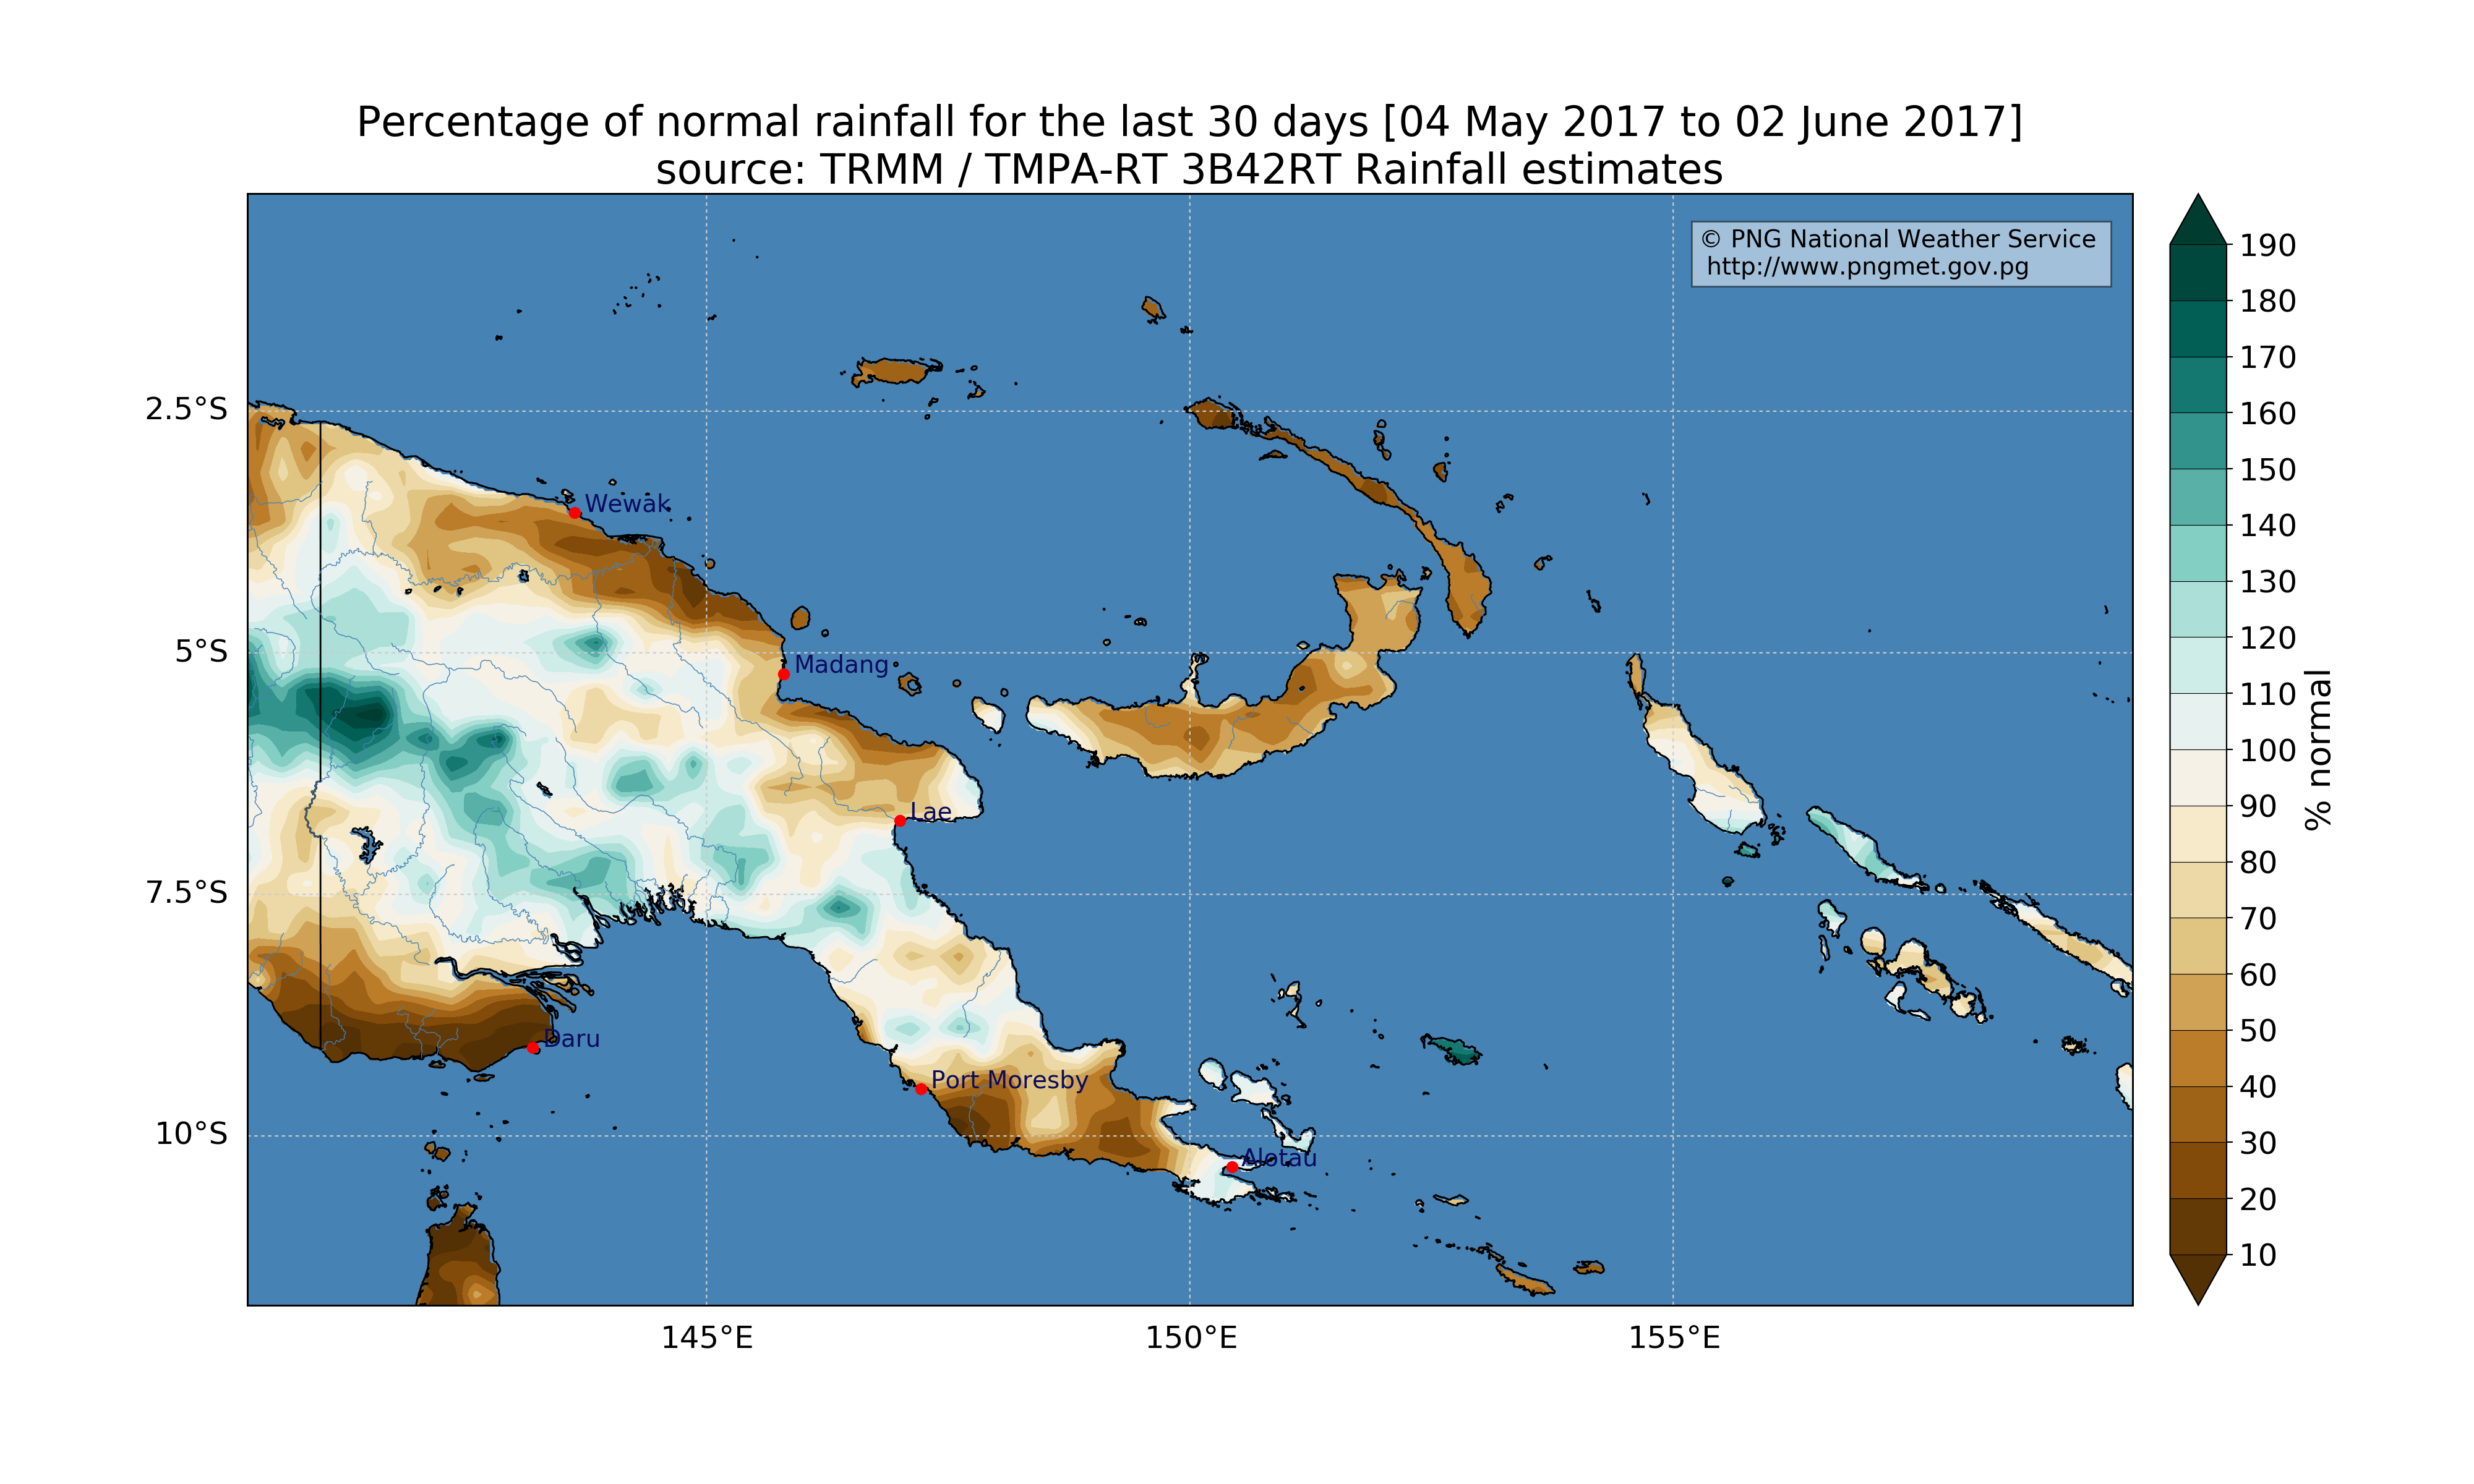 Percentage of normal rainfall for the last 30 days [04 May 2017 to 02 June 2017]
source: TRMM / TMPA-RT 3B42RT Rainfall estimates
© PNG National Weather Service
http://www.pngmet.gov.pg
2.5°S
5°S
7.5°S
10°S
Wewak
Madang
Lae
Daru
Port Moresby
Alotau
145°E
150°E
155°E
190
180
170
160
150
140
130
120
110
100
90
80
70
60
50
40
30
20
10
% normal